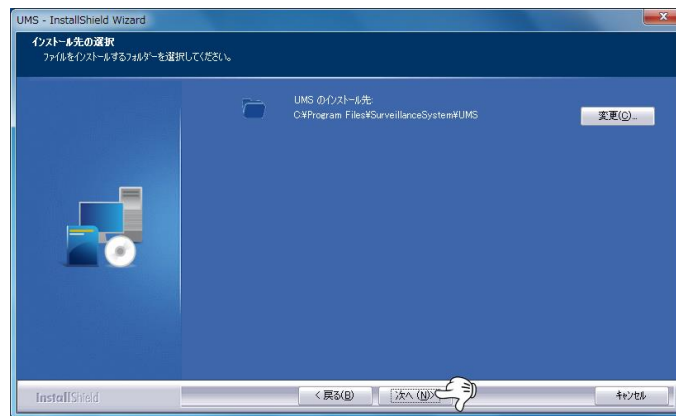 UMS - InstallShield Wizard
インストール先の選択
ファイルをインストールするフォルダーを選択してください。
UMS のインストール先:
C:¥Program Files¥SurveillanceSystem¥UMS
変更(C)...
InstallShield
< 戻る(B)
次へ (N) >
キャンセル